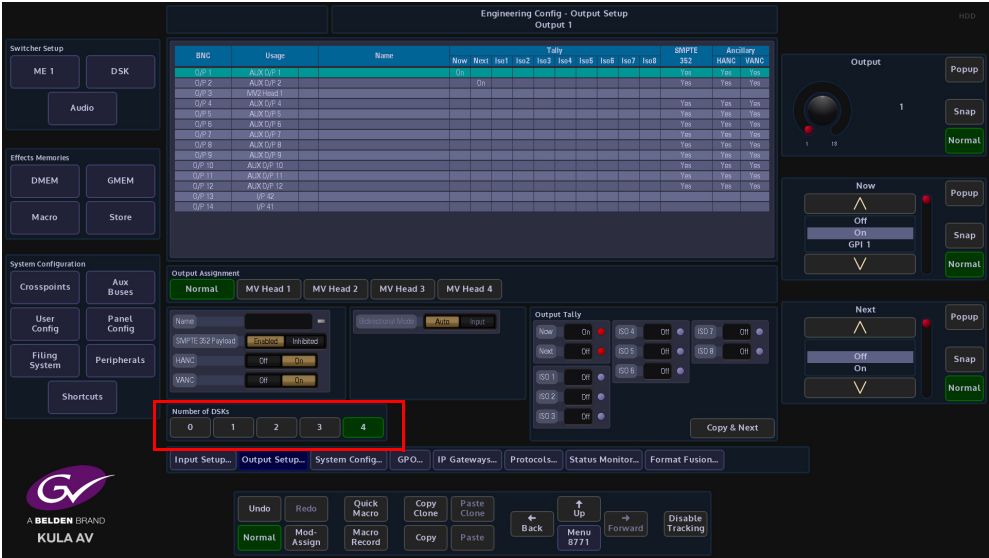 Engineering Config - Output Setup
Output 1
HDD
Switcher Setup
ME 1
DSK
Audio
Effects Memories
DMEM
GMEM
Macro
Store
System Configuration
Crosspoints
Aux
Buses
User
Config
Panel
Config
Filing
System
Peripherals
Shortcuts
BNC Usage Name Tally SMPTE 352 Ancillary
Now Next Iso1 Iso2 Iso3 Iso4 Iso5 Iso6 Iso7 Iso8 HANC VANC
O/P 1 AUX O/P 1 On Yes Yes Yes
O/P 2 AUX O/P 2 On Yes Yes Yes
O/P 3 MV2 Head 1
O/P 4 AUX O/P 4 Yes Yes Yes
O/P 5 AUX O/P 5 Yes Yes Yes
O/P 6 AUX O/P 6 Yes Yes Yes
O/P 7 AUX O/P 7 Yes Yes Yes
O/P 8 AUX O/P 8 Yes Yes Yes
O/P 9 AUX O/P 9 Yes Yes Yes
O/P 10 AUX O/P 10 Yes Yes Yes
O/P 11 AUX O/P 11 Yes Yes Yes
O/P 12 AUX O/P 12 Yes Yes Yes
O/P 13 I/P 42
O/P 14 I/P 41
Output Assignment
Normal MV Head 1 MV Head 2 MV Head 3 MV Head 4
Name
SMPTE 352 Payload Enabled Inhibited
HANC Off On
VANC Off On
Bidirectional Mode Auto Input
Output Tally
Now On ISO 4 Off ISO 7 Off
Next Off ISO 5 Off ISO 8 Off
ISO 1 Off ISO 6 Off
ISO 2 Off
ISO 3 Off
Copy & Next
Number of DSKs
0 1 2 3 4
Input Setup... Output Setup... System Config... GPO... IP Gateways... Protocols... Status Monitor... Format Fusion...
Output
1
1 18
Popup
Snap
Normal
Now
Off
On
GPI 1
Popup
Snap
Normal
Next
Off
On
Popup
Snap
Normal
GV
A BELDEN BRAND
KULA AV
Undo
Redo
Normal
Mod-
Assign
Quick
Macro
Macro
Record
Copy
Clone
Paste
Clone
Copy
Paste
Back
Up
Menu
8771
Forward
Disable
Tracking